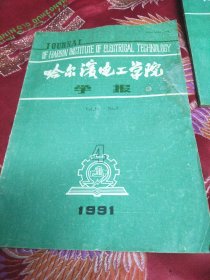 JOURNAL
OF HARBIN INSTITUTE OF ELECTRICAL TECHNOLOGY
哈尔滨电工学院
学报
4
1991